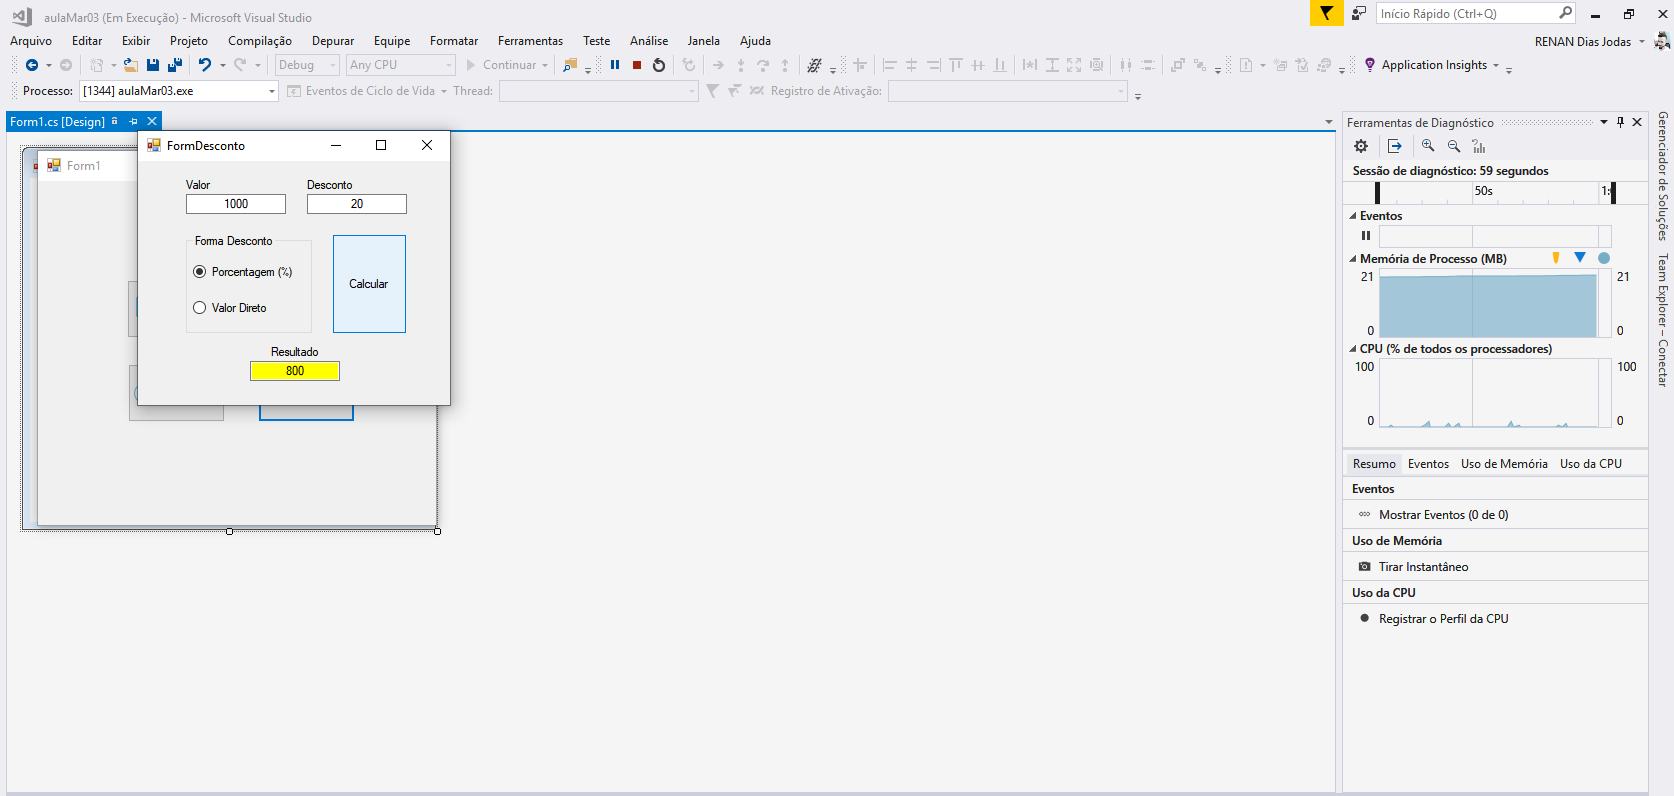 aulaMar03 (Em Execução) - Microsoft Visual Studio
Início Rápido (Ctrl+Q)
Arquivo Editar Exibir Projeto Compilação Depurar Equipe Formatar Ferramentas Teste Análise Janela Ajuda
RENAN Dias Jodas
Debug Any CPU Continuar Application Insights
Processo: [1344] aulaMar03.exe Eventos de Ciclo de Vida Thread: Registro de Ativação:
Form1.cs [Design]
Form1
FormDesconto
Valor Desconto
1000 20
Forma Desconto
Porcentagem (%)
Valor Direto
Calcular
Resultado
800
Ferramentas de Diagnóstico
Sessão de diagnóstico: 59 segundos
50s
Eventos
Memória de Processo (MB)
21 21
0 0
CPU (% de todos os processadores)
100 100
0 0
Resumo Eventos Uso de Memória Uso da CPU
Eventos
Mostrar Eventos (0 de 0)
Uso de Memória
Tirar Instantâneo
Uso da CPU
Registrar o Perfil da CPU
Gerenciador de Soluções
Team Explorer – Conectar